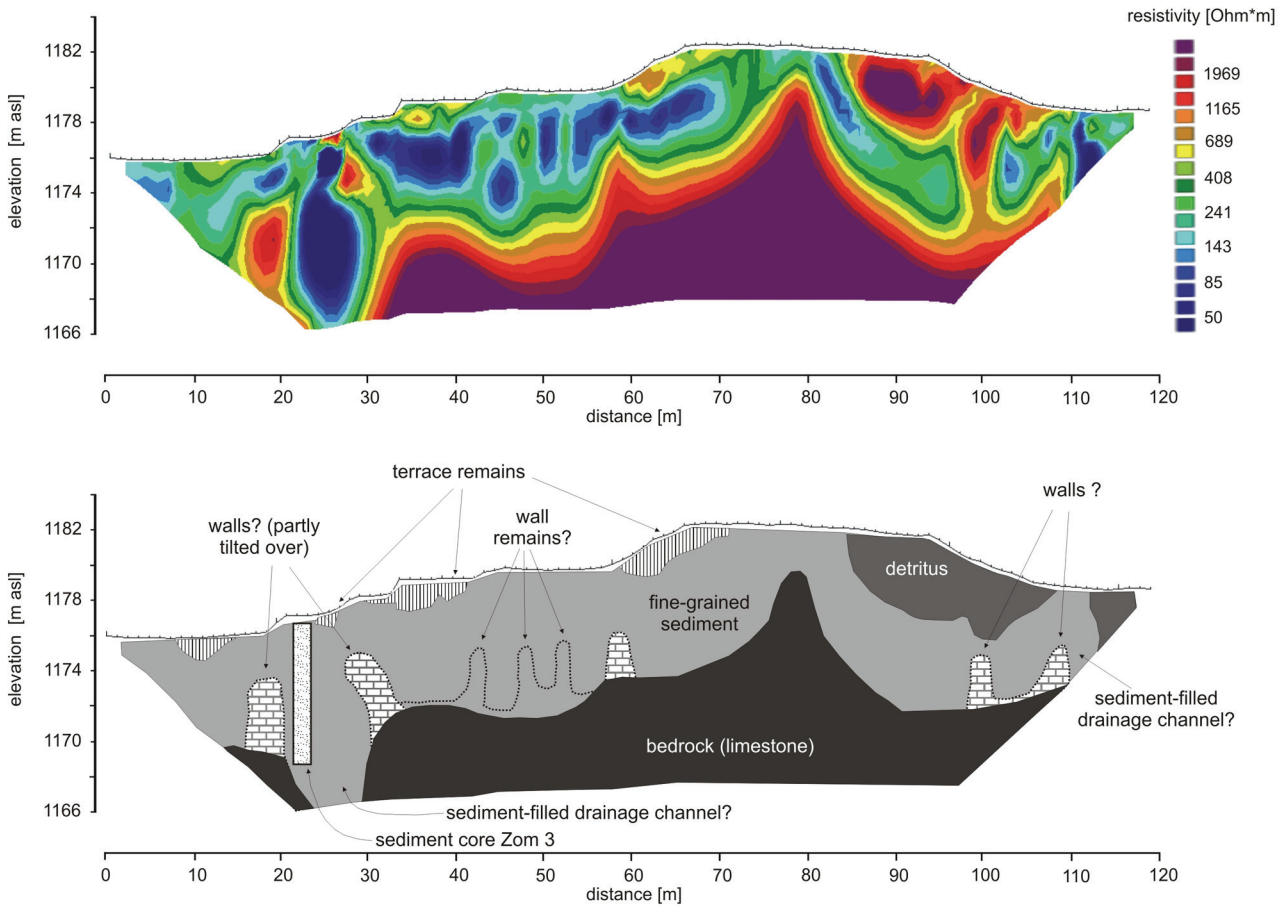 resistivity [Ohm*m]
1969
1165
689
408
241
143
85
50
elevation [m asl]
1182
1178
1174
1170
1166
0 10 20 30 40 50 60 70 80 90 100 110 120
distance [m]
terrace remains
walls ?
walls? (partly
tilted over)
wall
remains?
elevation [m asl]
1182
1178
1174
1170
1166
detritus
fine-grained
sediment
bedrock (limestone)
sediment-filled
drainage channel?
sediment-filled drainage channel?
sediment core Zom 3
0 10 20 30 40 50 60 70 80 90 100 110 120
distance [m]